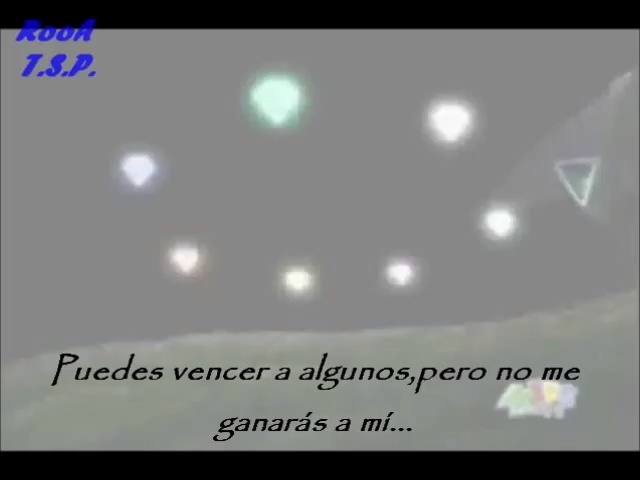 RooA
T.S.P.
Puedes vencer a algunos,pero no me
ganarás a mí...